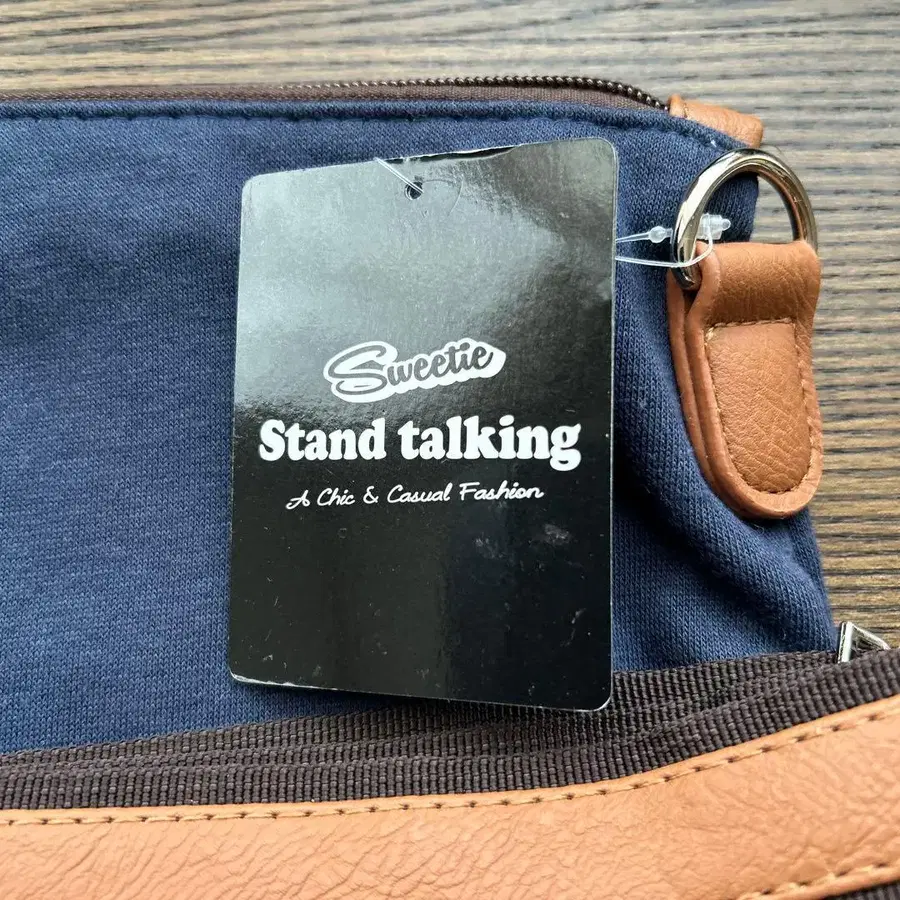 Sweetie
Stand talking
A Chic & Casual Fashion